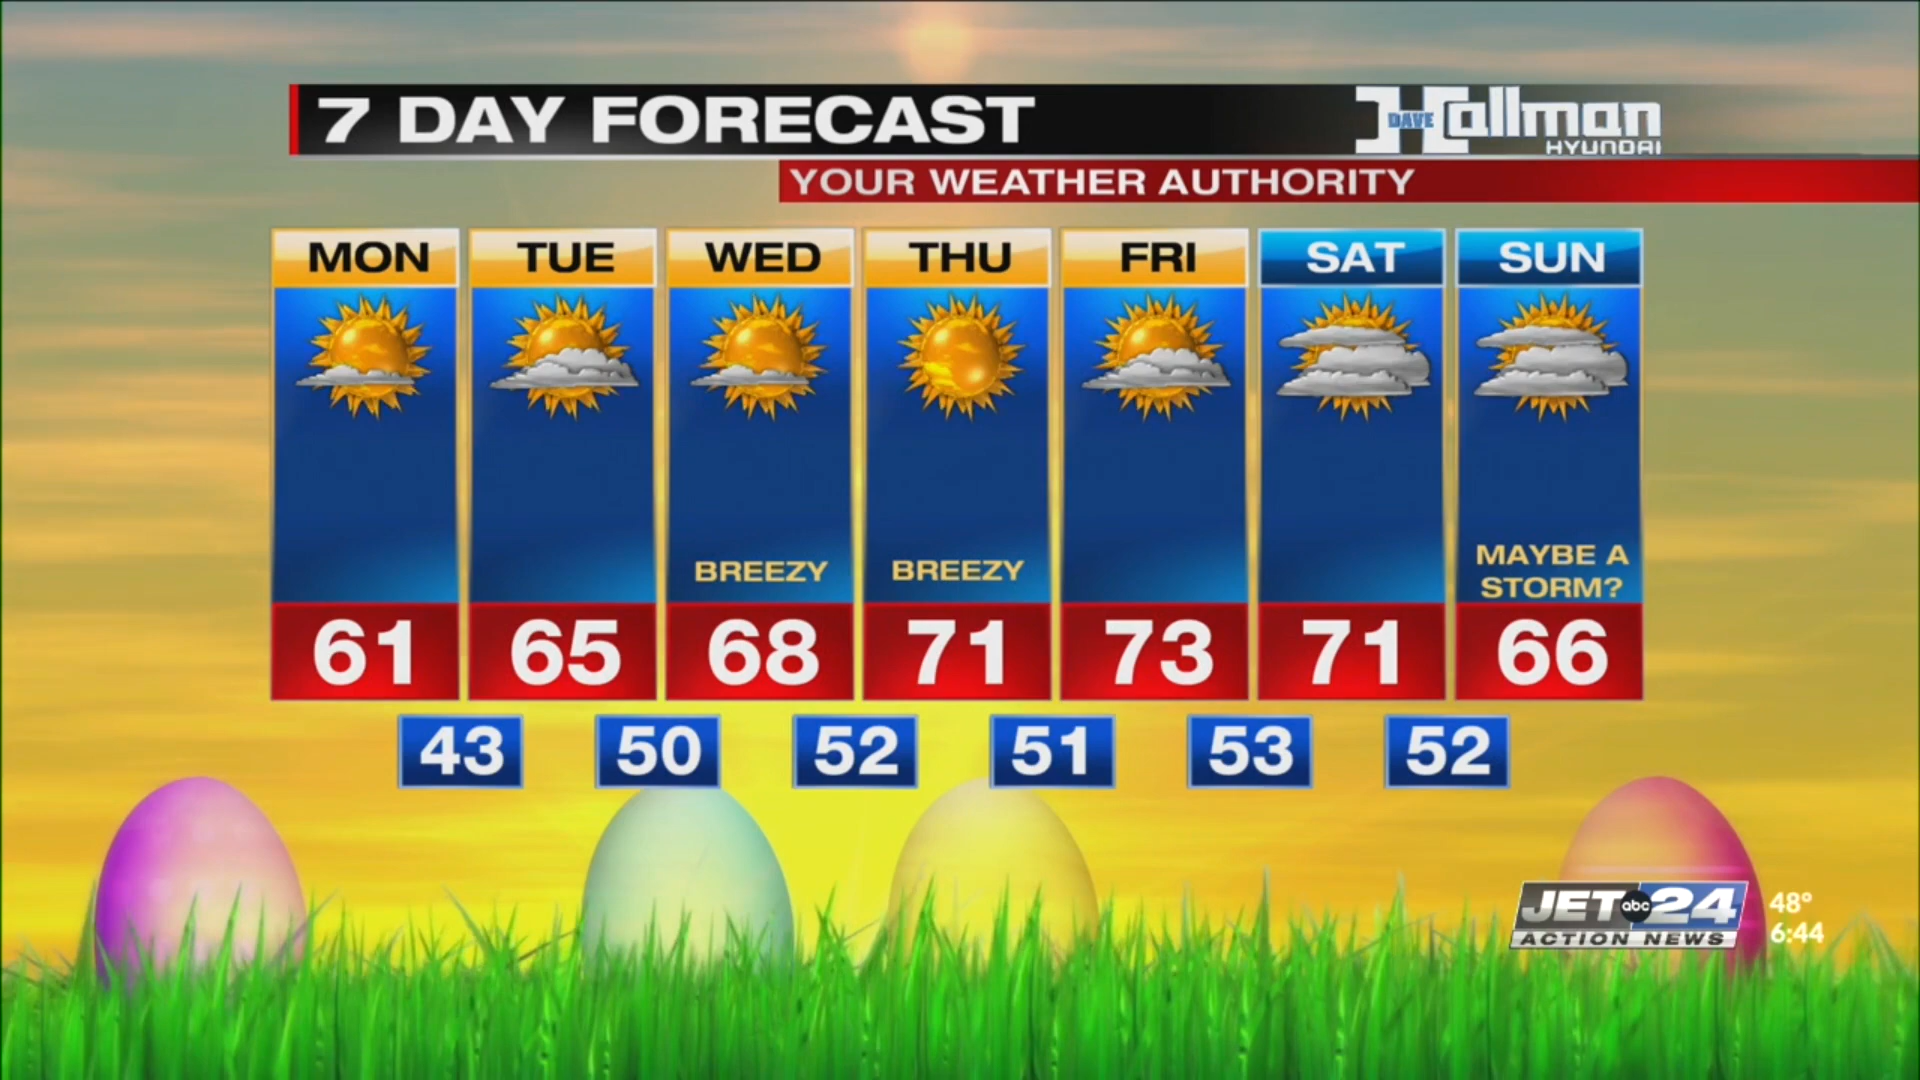 7 DAY FORECAST
DAVE Hallman
HYUNDAI
YOUR WEATHER AUTHORITY
MON TUE WED THU FRI SAT SUN
BREEZY BREEZY MAYBE A
STORM?
61 65 68 71 73 71 66
43 50 52 51 53 52
JET abc 24 48°
ACTION NEWS 6:44